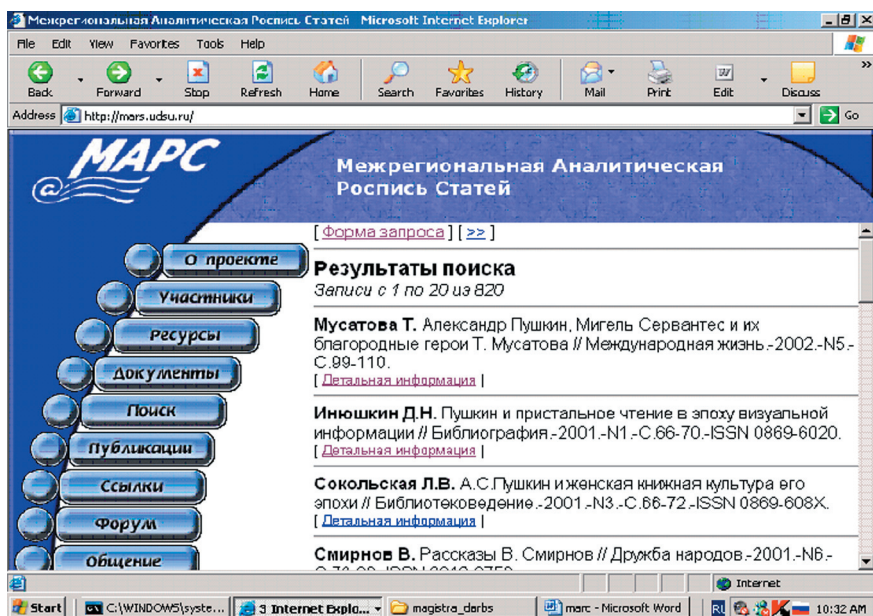 Межрегиональная Аналитическая Роспись Статей - Microsoft Internet Explorer
File Edit View Favorites Tools Help
Back Forward Stop Refresh Home Search Favorites History Mail Print Edit Discuss »
Address http://mars.udsu.ru/ Go
@ МАРС
Межрегиональная Аналитическая
Роспись Статей
[ Форма запроса ] [ >> ]
О проекте
Участники
Ресурсы
Документы
Поиск
Публикации
Ссылки
Форум
Общение
Результаты поиска
Записи с 1 по 20 из 820
Мусатова Т. Александр Пушкин, Мигель Сервантес и их
благородные герои Т. Мусатова // Международная жизнь.-2002.-N5.-
С.99-110.
[ Детальная информация ]
Инюшкин Д.Н. Пушкин и пристальное чтение в эпоху визуальной
информации // Библиография.-2001.-N1.-С.66-70.-ISSN 0869-6020.
[ Детальная информация ]
Сокольская Л.В. А.С.Пушкин и женская книжная культура его
эпохи // Библиотековедение.-2001.-N3.-С.66-72.-ISSN 0869-608X.
[ Детальная информация ]
Смирнов В. Рассказы В. Смирнов // Дружба народов.-2001.-N6.-
Internet
Start C:\WINDOWS\syste... 3 Internet Explo... magistra_darbs marc - Microsoft Word RU 10:32 AM